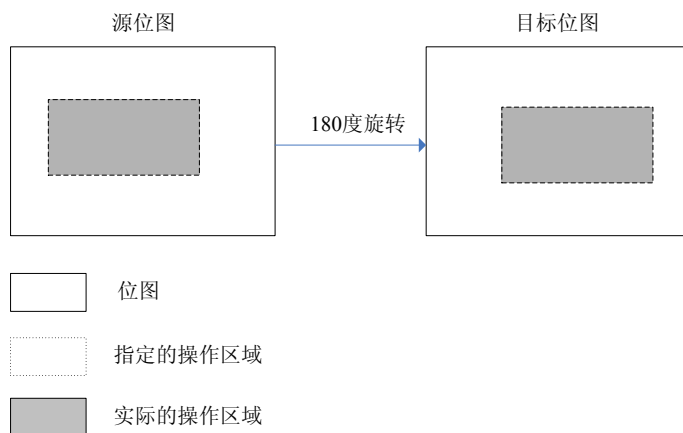 源位图
目标位图
180度旋转
位图
指定的操作区域
实际的操作区域